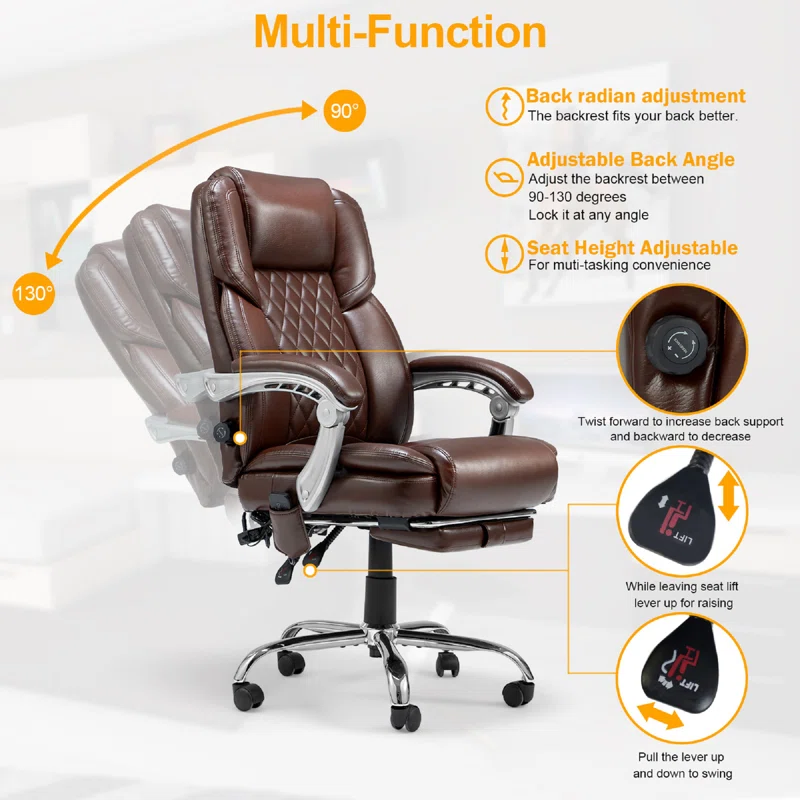 Multi-Function
90°
130°
Back radian adjustment
The backrest fits your back better.
Adjustable Back Angle
Adjust the backrest between
90-130 degrees
Lock it at any angle
Seat Height Adjustable
For muti-tasking convenience
Twist forward to increase back support
and backward to decrease
LIFT
While leaving seat lift
lever up for raising
LIFT
Pull the lever up
and down to swing